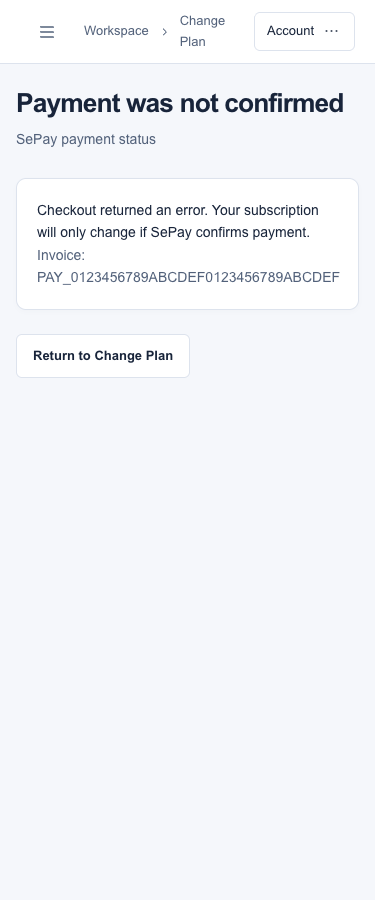 Workspace
Change
Plan
Account ...
Payment was not confirmed
SePay payment status
Checkout returned an error. Your subscription
will only change if SePay confirms payment.
Invoice:
PAY_0123456789ABCDEF0123456789ABCDEF
Return to Change Plan